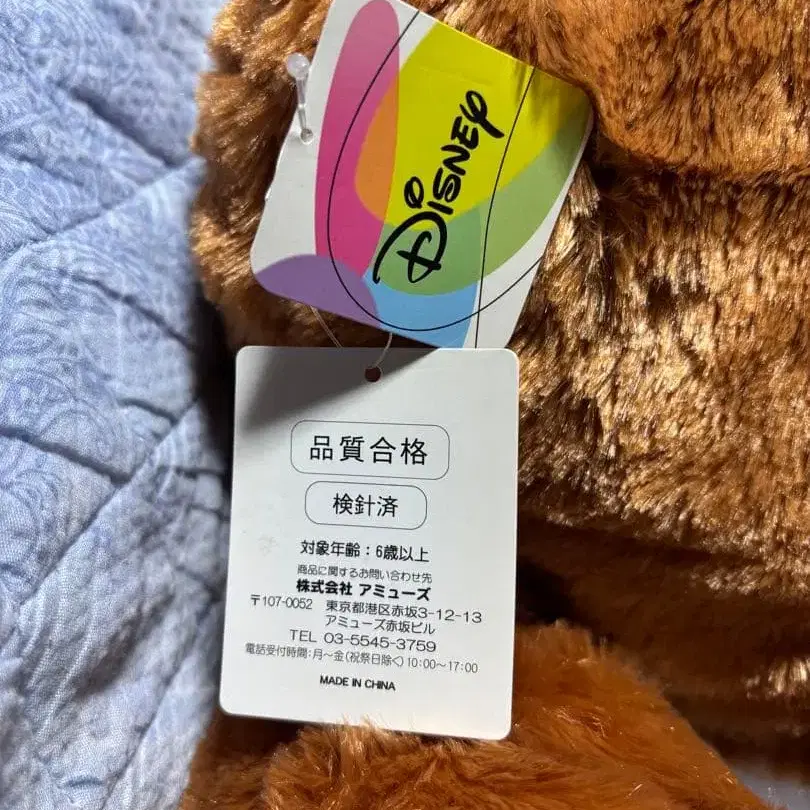 Disney
品質合格
検針済
対象年齢：6歳以上
商品に関するお問い合わせ先
株式会社 アミューズ
〒107-0052 東京都港区赤坂3-12-13
アミューズ赤坂ビル
TEL 03-5545-3759
電話受付時間：月～金（祝祭日除く）10:00～17:00
MADE IN CHINA